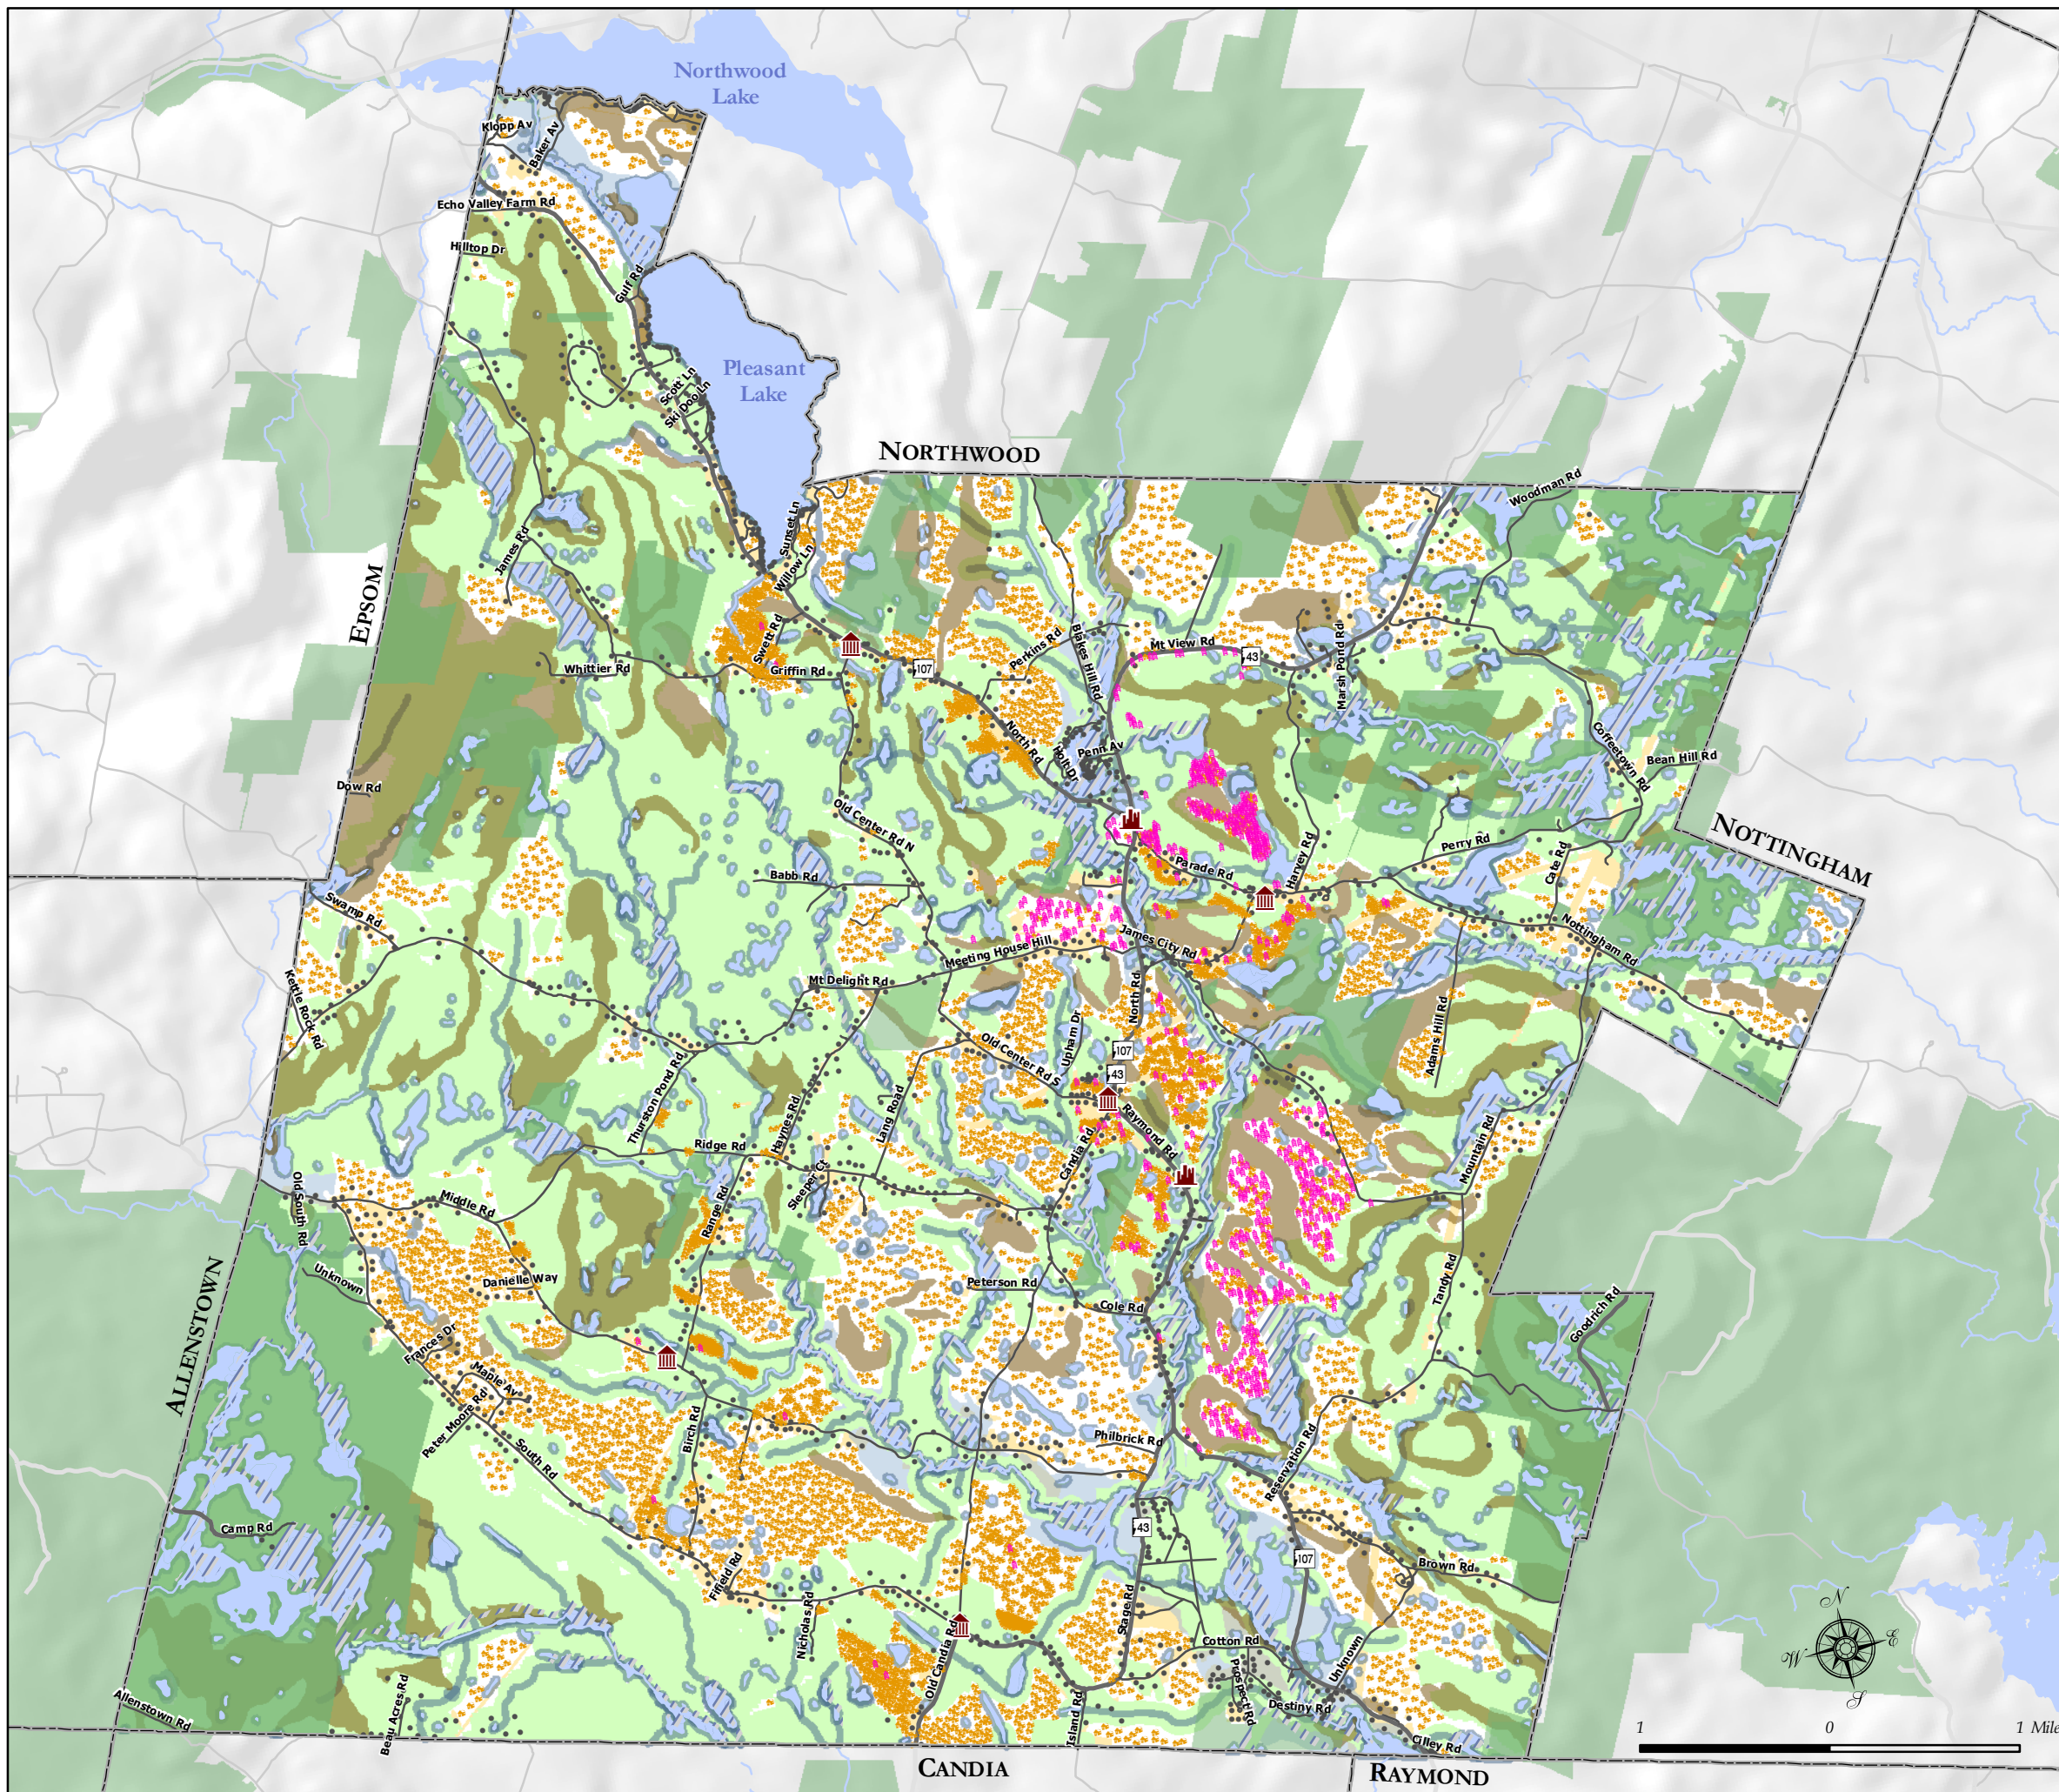 Northwood
Lake
Klopp Av
Baker Av
Echo Valley Farm Rd
Hilltop Dr
Gulf Rd
Pleasant
Lake
Scott Ln
Ski Doo Ln
NORTHWOOD
Woodman Rd
Sunset Ln
Willow Ln
James Rd
EPSOM
Swett Rd
Whittier Rd
Griffin Rd
107
Perkins Rd
Blakes Hill Rd
Mt View Rd
43
Marsh Pond Rd
North Rd
Holt Dr
Penn Av
Coffeetown Rd
Bean Hill Rd
Dow Rd
Old Center Rd N
NOTTINGHAM
Perry Rd
Harvey Rd
Parade Rd
Cate Rd
Babb Rd
Swamp Rd
Nottingham Rd
James City Rd
Meeting House Hill
Mt Delight Rd
Kettle Rock Rd
North Rd
Upham Dr
Old Center Rd S
107
43
Adams Hill Rd
Thurston Pond Rd
Haynes Rd
Lang Road
Raymond Rd
Candia Rd
Mountain Rd
Ridge Rd
Sleeper Ct
Old South Rd
Middle Rd
Range Rd
Unknown
Danielle Way
Peterson Rd
Cole Rd
Tandy Rd
Goodrich Rd
ALLENSTOWN
Frances Dr
Maple Av
Peter Moore Rd
South Rd
Birch Rd
Philbrick Rd
Reservation Rd
Camp Rd
43
107
Brown Rd
Fifield Rd
Nicholas Rd
Stage Rd
Old Candia Rd
Cotton Rd
Prospect Rd
Unknown
Destiny Rd
Island Rd
Cilley Rd
Allenstown Rd
Beau Acres Rd
N
W
E
S
1 0 1 Mile
CANDIA
RAYMOND